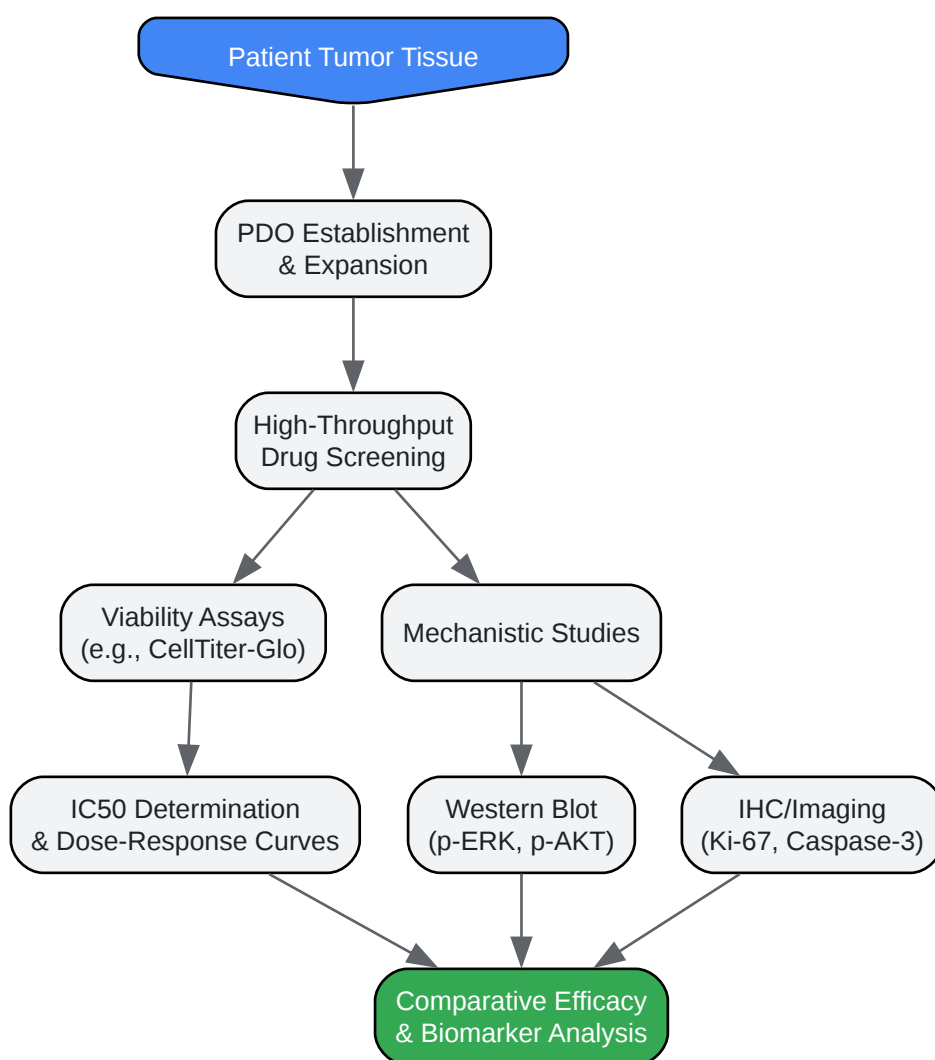 Patient Tumor Tissue
PDO Establishment
& Expansion
High-Throughput
Drug Screening
Viability Assays
(e.g., CellTiter-Glo)
Mechanistic Studies
IC50 Determination
& Dose-Response Curves
Western Blot
(p-ERK, p-AKT)
IHC/Imaging
(Ki-67, Caspase-3)
Comparative Efficacy
& Biomarker Analysis